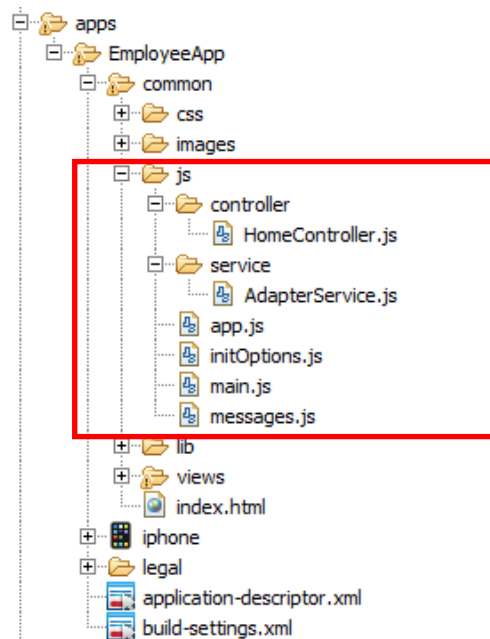 apps
EmployeeApp
common
css
images
js
controller
HomeController.js
service
AdapterService.js
app.js
initOptions.js
main.js
messages.js
lib
views
index.html
iphone
legal
application-descriptor.xml
build-settings.xml